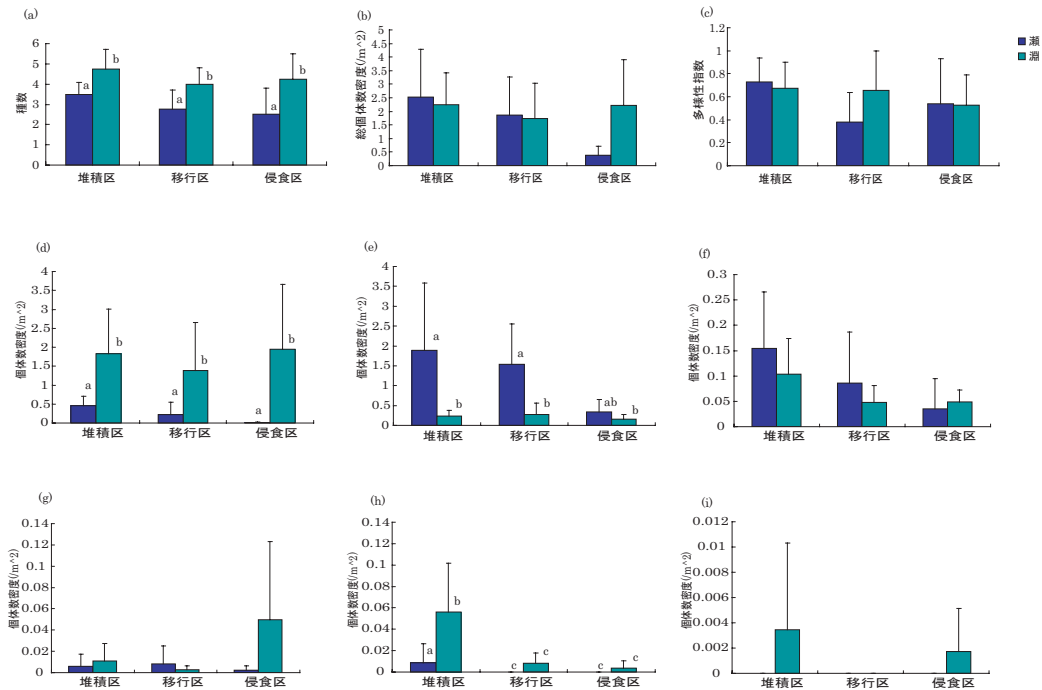 (a)
種数
6
5
4
3
2
1
0
a
b
a
b
a
b
堆積区
移行区
侵食区
(b)
総個体数密度(/m^2)
5
4.5
4
3.5
3
2.5
2
1.5
1
0.5
0
堆積区
移行区
侵食区
(c)
多様性指数
1.2
1
0.8
0.6
0.4
0.2
0
堆積区
移行区
侵食区
瀬
淵
(d)
個体数密度(/m^2)
4
3.5
3
2.5
2
1.5
1
0.5
0
a
b
a
b
a
b
堆積区
移行区
侵食区
(e)
個体数密度(/m^2)
4
3.5
3
2.5
2
1.5
1
0.5
0
a
b
a
b
ab
b
堆積区
移行区
侵食区
(f)
個体数密度(/m^2)
0.3
0.25
0.2
0.15
0.1
0.05
0
堆積区
移行区
侵食区
(g)
個体数密度(/m^2)
0.14
0.12
0.1
0.08
0.06
0.04
0.02
0
堆積区
移行区
侵食区
(h)
個体数密度(/m^2)
0.14
0.12
0.1
0.08
0.06
0.04
0.02
0
a
b
c
c
c
c
堆積区
移行区
侵食区
(i)
個体数密度(/m^2)
0.012
0.01
0.008
0.006
0.004
0.002
0
堆積区
移行区
侵食区